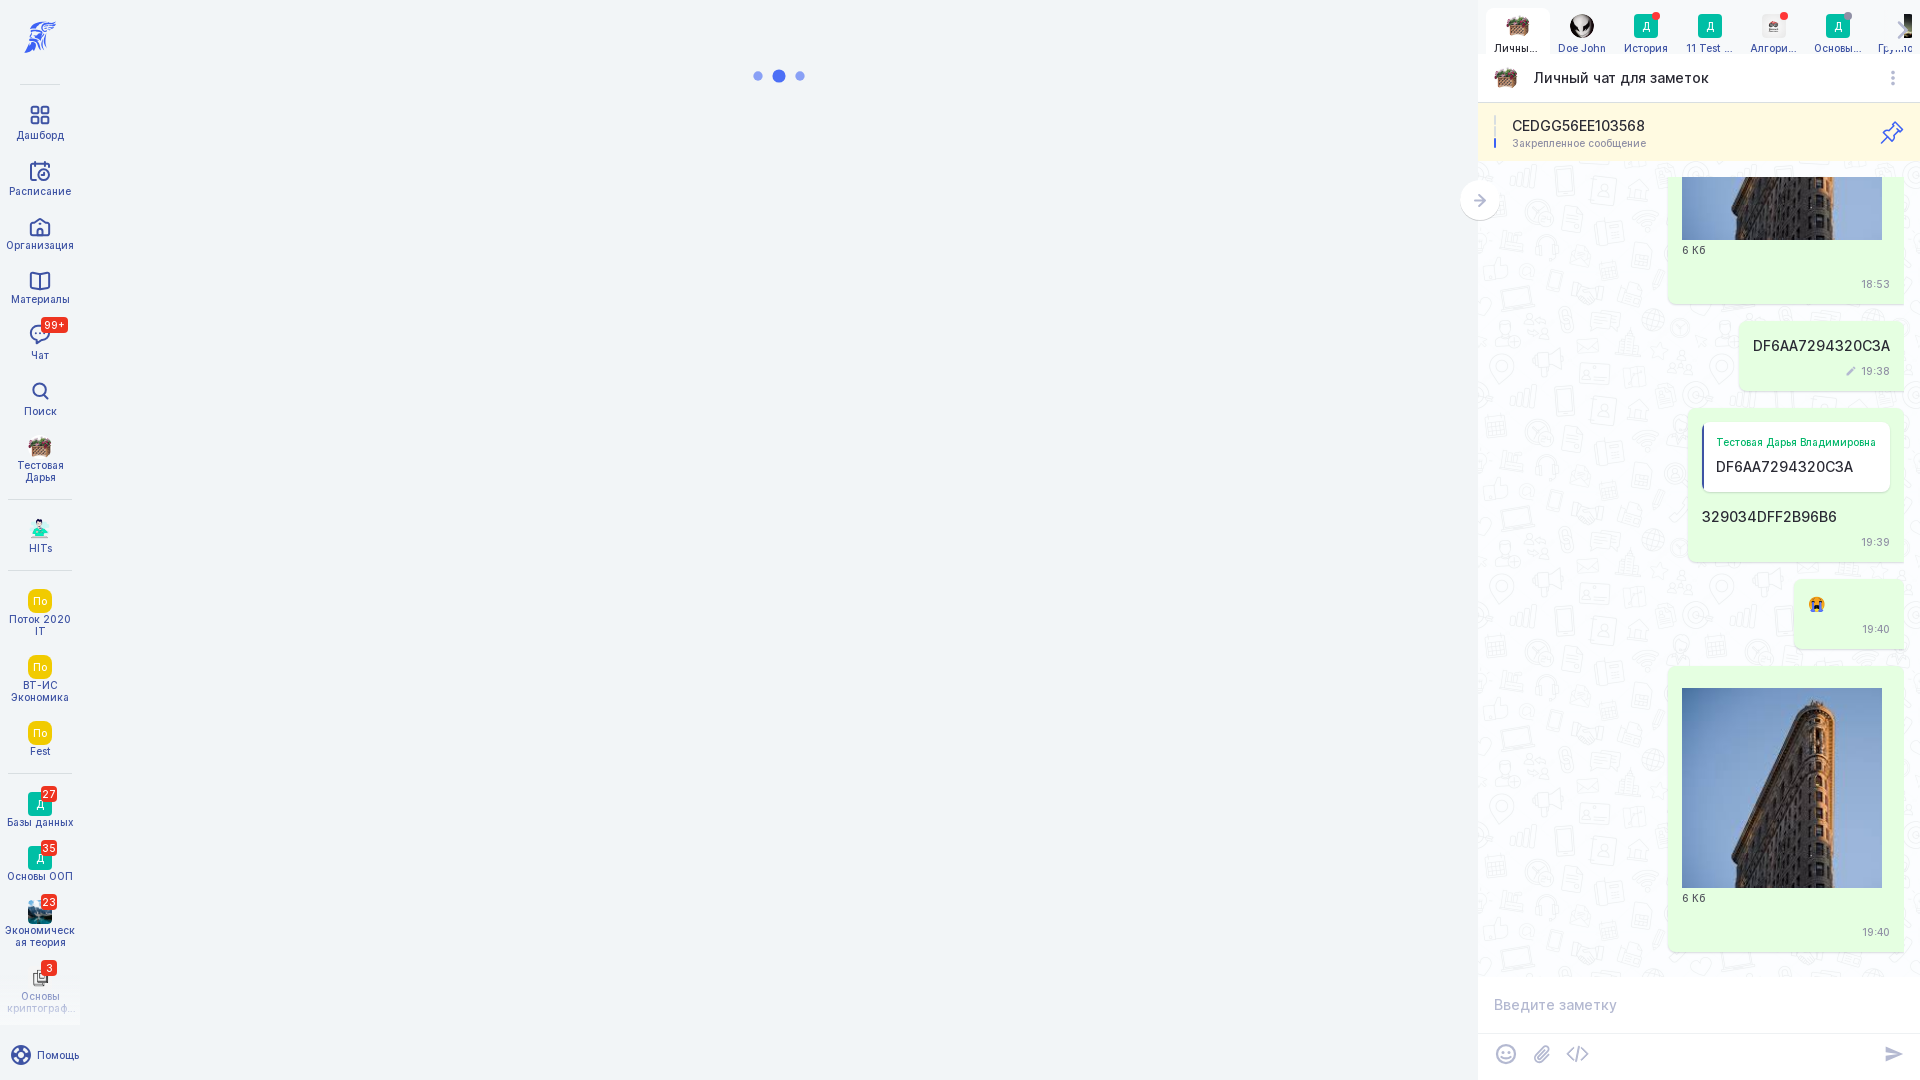 Дашборд
Расписание
Организация
Материалы
99+
Чат
Поиск
Тестовая
Дарья
HITs
По
Поток 2020
IT
По
ВТ-ИС
Экономика
По
Fest
27
Д
Базы данных
35
Д
Основы ООП
23
Экономическ
ая теория
3
Основы
криптограф...
Помощь
Личны...
Doe John
Д
История
Д
11 Test ...
Алгори...
Д
Основы...
Личный чат для заметок
CEDGG56EE103568
Закрепленное сообщение
6 Кб
18:53
DF6AA7294320C3A
19:38
Тестовая Дарья Владимировна
DF6AA7294320C3A
329034DFF2B96B6
19:39
19:40
6 Кб
19:40
Введите заметку